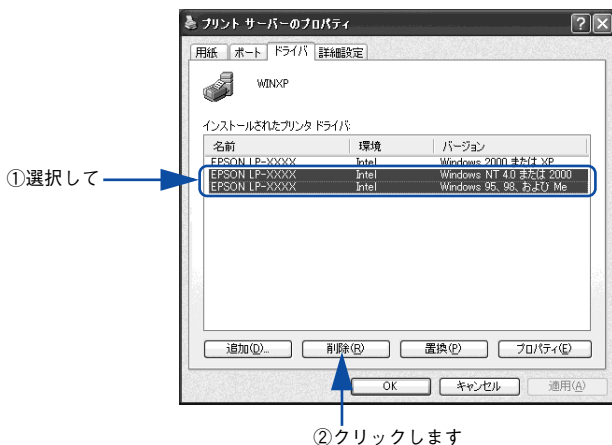 プリント サーバーのプロパティ
用紙 ポート ドライバ 詳細設定
WINXP
インストールされたプリンタ ドライバ:
名前 環境 バージョン
EPSON LP-XXXX Intel Windows 2000 または XP
EPSON LP-XXXX Intel Windows NT 4.0 または 2000
EPSON LP-XXXX Intel Windows 95、98、および Me
①選択して
追加(D)... 削除(R) 置換(P) プロパティ(E)
OK キャンセル 適用(A)
②クリックします